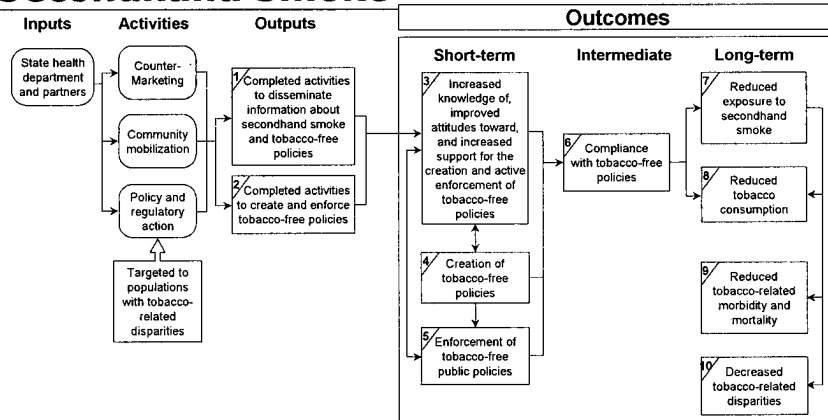 Secondhand Smoke
Outcomes
Inputs
Activities
Outputs
Short-term
Intermediate
Long-term
State health
department
and partners
Counter-
Marketing
Community
mobilization
Policy and
regulatory
action
Targeted to
populations
with tobacco-
related
disparities
1
Completed activities
to disseminate
information about
secondhand smoke
and tobacco-free
policies
2
Completed activities
to create and enforce
tobacco-free policies
3
Increased
knowledge of,
improved
attitudes toward,
and increased
support for the
creation and active
enforcement of
tobacco-free
policies
4
Creation of
tobacco-free
policies
5
Enforcement of
tobacco-free
public policies
6
Compliance
with tobacco-free
policies
7
Reduced
exposure to
secondhand
smoke
8
Reduced
tobacco
consumption
9
Reduced
tobacco-related
morbidity and
mortality
10
Decreased
tobacco-related
disparities